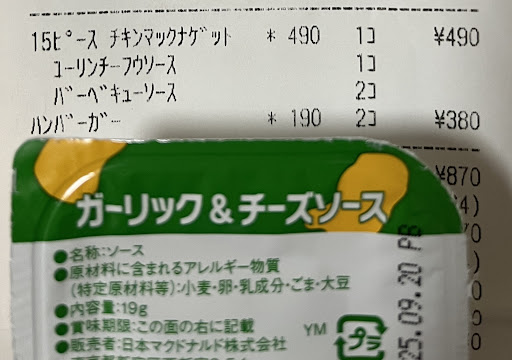 15ピース チキンマックナゲット * 490 1コ ¥490
ユーリンチーフウソース 1コ
バーベキューソース 2コ
ハンバーガー * 190 2コ ¥380
¥870
4)
0
)
0
0
ガーリック&チーズソース
●名称:ソース
●原材料に含まれるアレルギー物質
(特定原材料等):小麦・卵・乳成分・ごま・大豆
●内容量:19g
●賞味期限:この面の右に記載
●販売者:日本マクドナルド株式会社
YM
プラ
25.09.20 PB